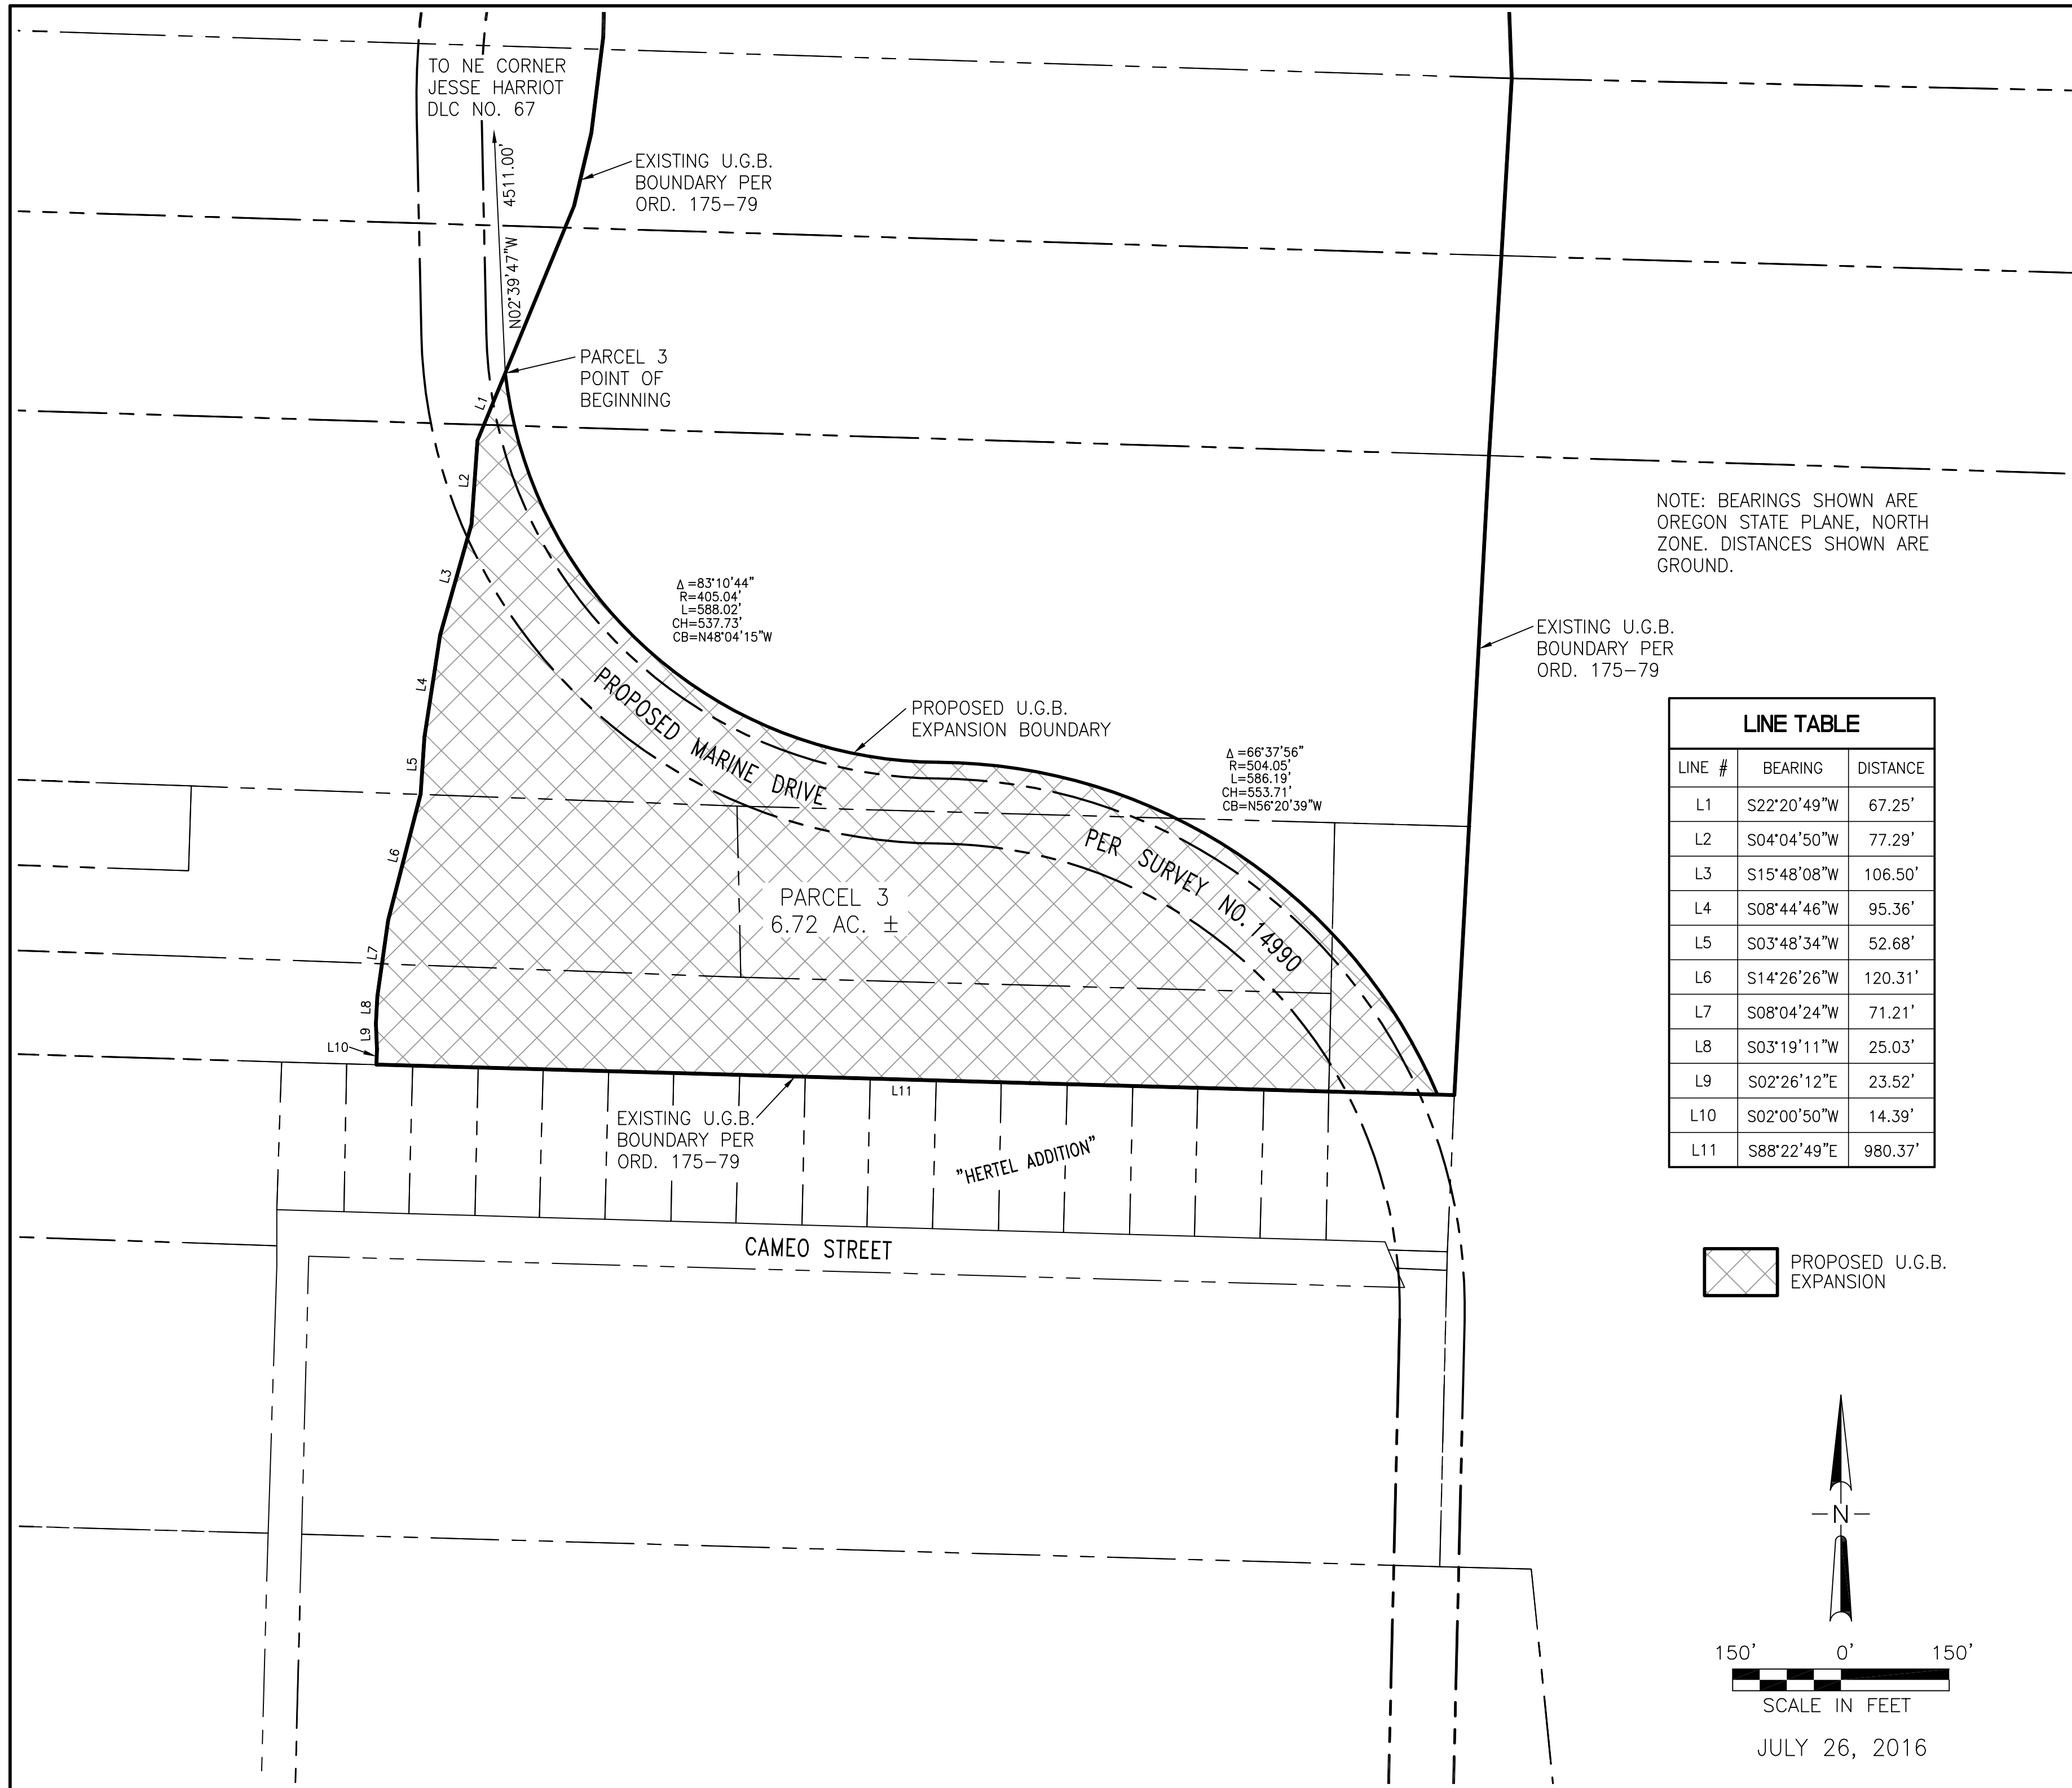 TO NE CORNER
JESSE HARRIOT
DLC NO. 67
N02°39'47"W 4511.00'
EXISTING U.G.B.
BOUNDARY PER
ORD. 175-79
PARCEL 3
POINT OF
BEGINNING
L1
L2
L3
L4
L5
L6
L7
L8
L9
L10
L11
Δ =83°10'44"
R=405.04'
L=588.02'
CH=537.73'
CB=N48°04'15"W
PROPOSED U.G.B.
EXPANSION BOUNDARY
Δ =66°37'56"
R=504.05'
L=586.19'
CH=553.71'
CB=N56°20'39"W
PROPOSED MARINE DRIVE
PER SURVEY NO. 14990
PARCEL 3
6.72 AC. ±
EXISTING U.G.B.
BOUNDARY PER
ORD. 175-79
"HERTEL ADDITION"
CAMEO STREET
NOTE: BEARINGS SHOWN ARE
OREGON STATE PLANE, NORTH
ZONE. DISTANCES SHOWN ARE
GROUND.
EXISTING U.G.B.
BOUNDARY PER
ORD. 175-79
LINE TABLE
LINE # BEARING DISTANCE
L1 S22°20'49"W 67.25'
L2 S04°04'50"W 77.29'
L3 S15°48'08"W 106.50'
L4 S08°44'46"W 95.36'
L5 S03°48'34"W 52.68'
L6 S14°26'26"W 120.31'
L7 S08°04'24"W 71.21'
L8 S03°19'11"W 25.03'
L9 S02°26'12"E 23.52'
L10 S02°00'50"W 14.39'
L11 S88°22'49"E 980.37'
PROPOSED U.G.B.
EXPANSION
N
150' 0' 150'
SCALE IN FEET
JULY 26, 2016